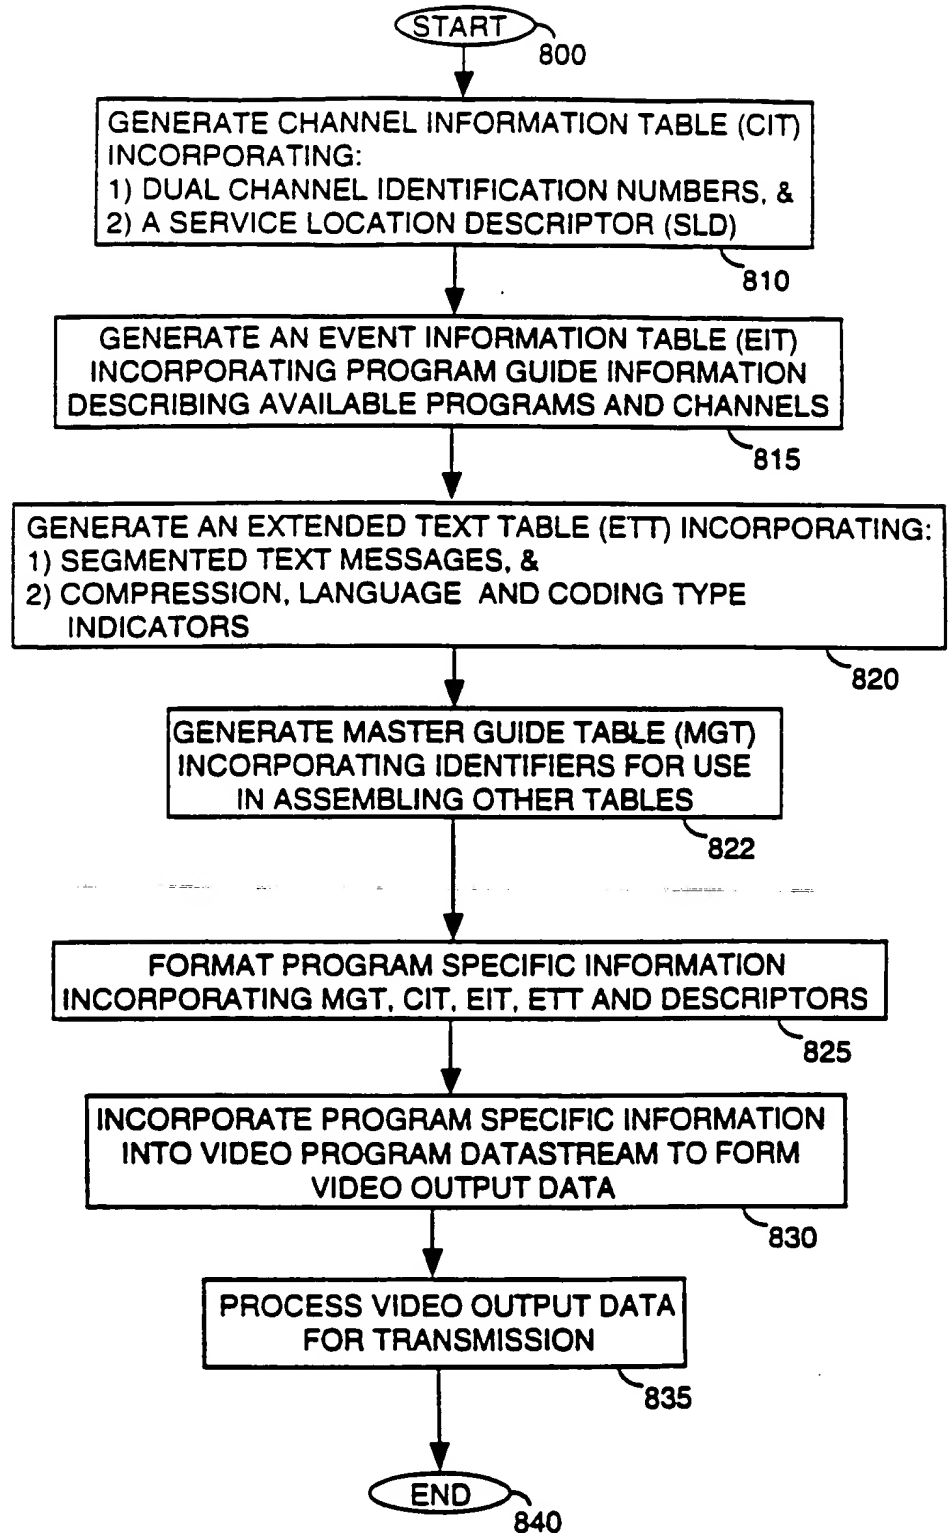 START
800
GENERATE CHANNEL INFORMATION TABLE (CIT)
INCORPORATING:
1) DUAL CHANNEL IDENTIFICATION NUMBERS, &
2) A SERVICE LOCATION DESCRIPTOR (SLD)
810
GENERATE AN EVENT INFORMATION TABLE (EIT)
INCORPORATING PROGRAM GUIDE INFORMATION
DESCRIBING AVAILABLE PROGRAMS AND CHANNELS
815
GENERATE AN EXTENDED TEXT TABLE (ETT) INCORPORATING:
1) SEGMENTED TEXT MESSAGES, &
2) COMPRESSION, LANGUAGE AND CODING TYPE
INDICATORS
820
GENERATE MASTER GUIDE TABLE (MGT)
INCORPORATING IDENTIFIERS FOR USE
IN ASSEMBLING OTHER TABLES
822
FORMAT PROGRAM SPECIFIC INFORMATION
INCORPORATING MGT, CIT, EIT, ETT AND DESCRIPTORS
825
INCORPORATE PROGRAM SPECIFIC INFORMATION
INTO VIDEO PROGRAM DATASTREAM TO FORM
VIDEO OUTPUT DATA
830
PROCESS VIDEO OUTPUT DATA
FOR TRANSMISSION
835
END
840